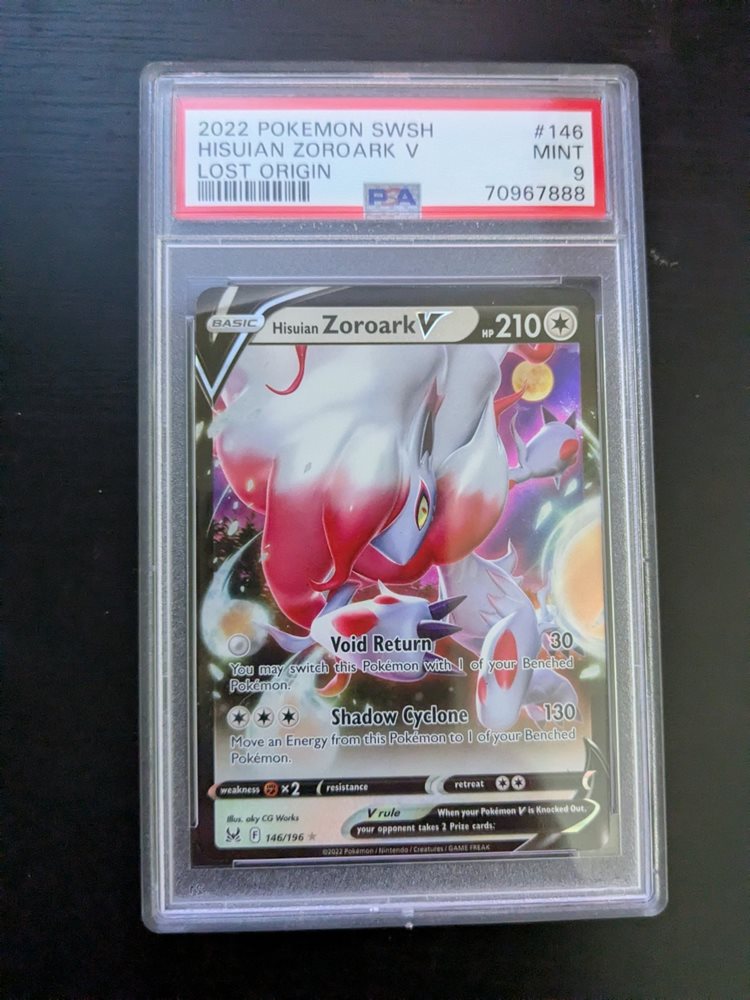 2022 POKEMON SWSH #146
HISUIAN ZOROARK V MINT
LOST ORIGIN 9
PSA 70967888
BASIC Hisuian Zoroark V HP 210
Void Return 30
You may switch this Pokémon with 1 of your Benched
Pokémon.
Shadow Cyclone 130
Move an Energy from this Pokémon to 1 of your Benched
Pokémon.
weakness ×2 resistance retreat
Illus. aky CG Works
V rule When your Pokémon V is Knocked Out,
your opponent takes 2 Prize cards.
F 146/196
©2022 Pokémon / Nintendo / Creatures / GAME FREAK